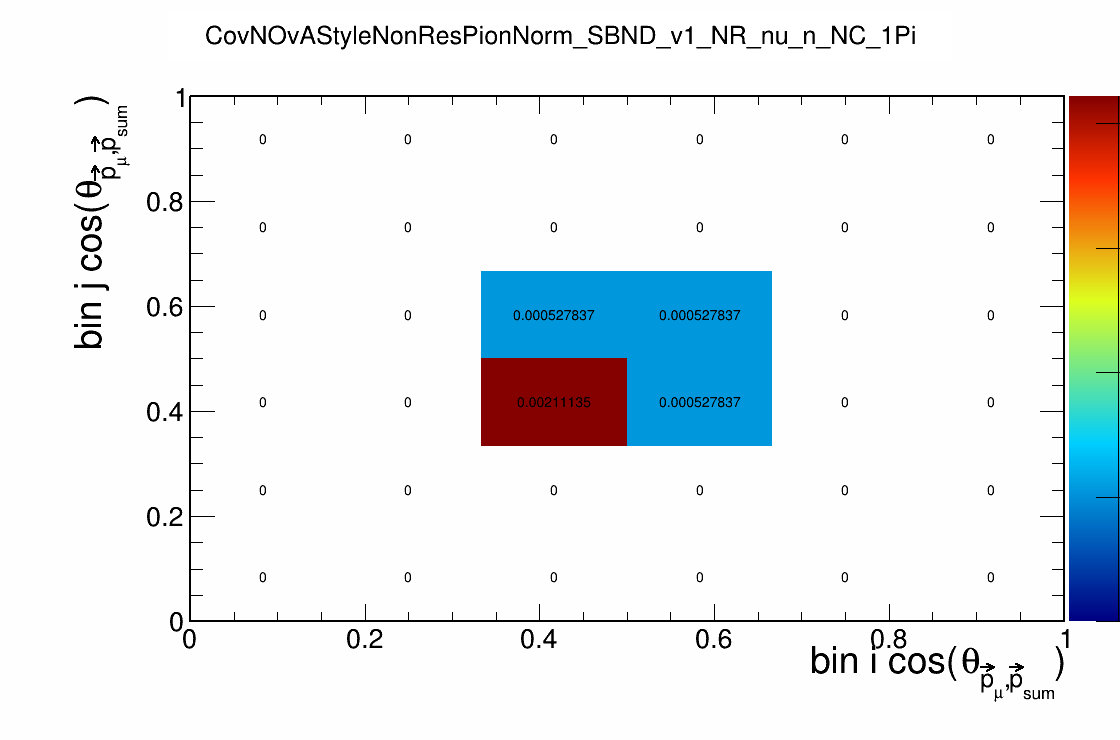 CovNOvAStyleNonResPionNorm_SBND_v1_NR_nu_n_NC_1Pi
bin j cos(θp⃗μ,p⃗sum)
1
0 0 0 0 0 0
0.8
0 0 0 0 0 0
0.6
0 0 0.000527837 0.000527837 0 0
0.4
0 0 0.00211135 0.000527837 0 0
0.2
0 0 0 0 0 0
0 0 0 0 0 0
0
0 0.2 0.4 0.6 0.8 1
bin i cos(θp⃗μ,p⃗sum)